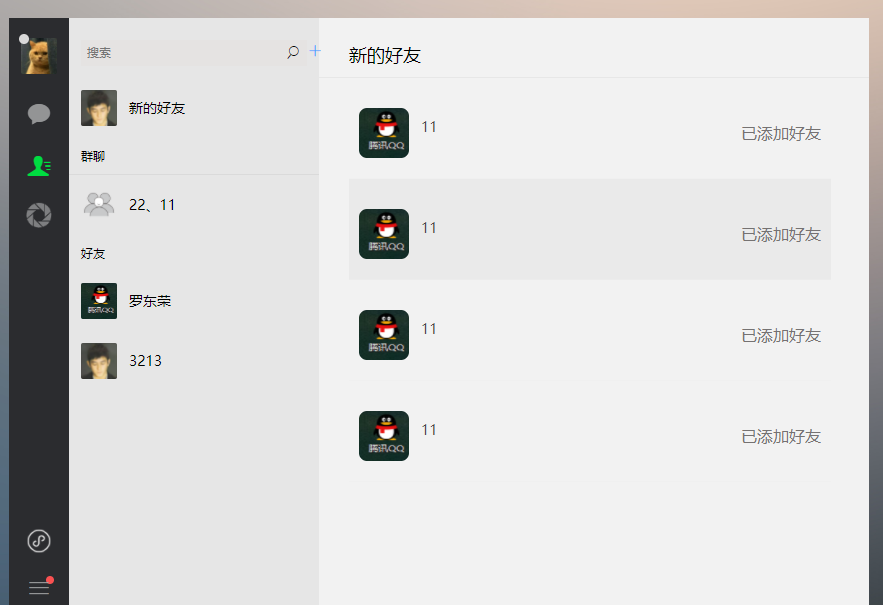 搜索
新的好友
群聊
22、11
好友
罗东荣
3213
新的好友
11
已添加好友
腾讯QQ
11
已添加好友
腾讯QQ
11
已添加好友
腾讯QQ
11
已添加好友
腾讯QQ
腾讯QQ